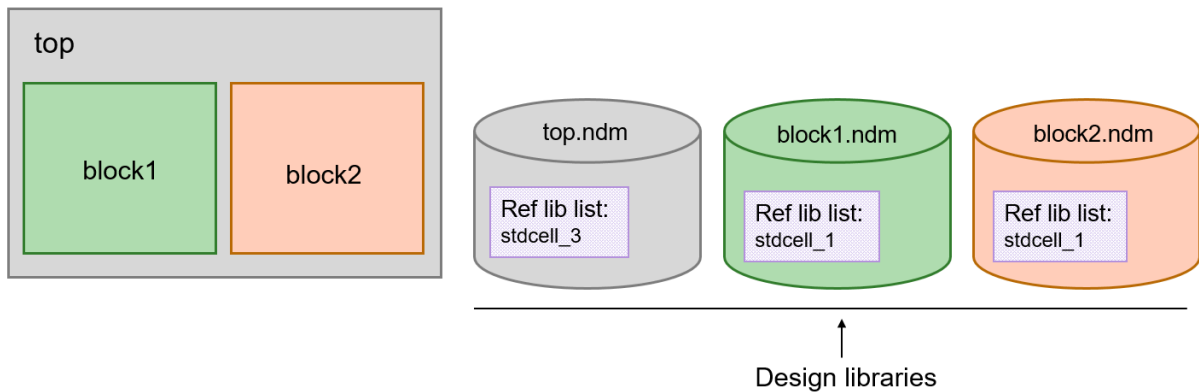 top
block1
block2
top.ndm
Ref lib list:
stdcell_3
block1.ndm
Ref lib list:
stdcell_1
block2.ndm
Ref lib list:
stdcell_1
Design libraries